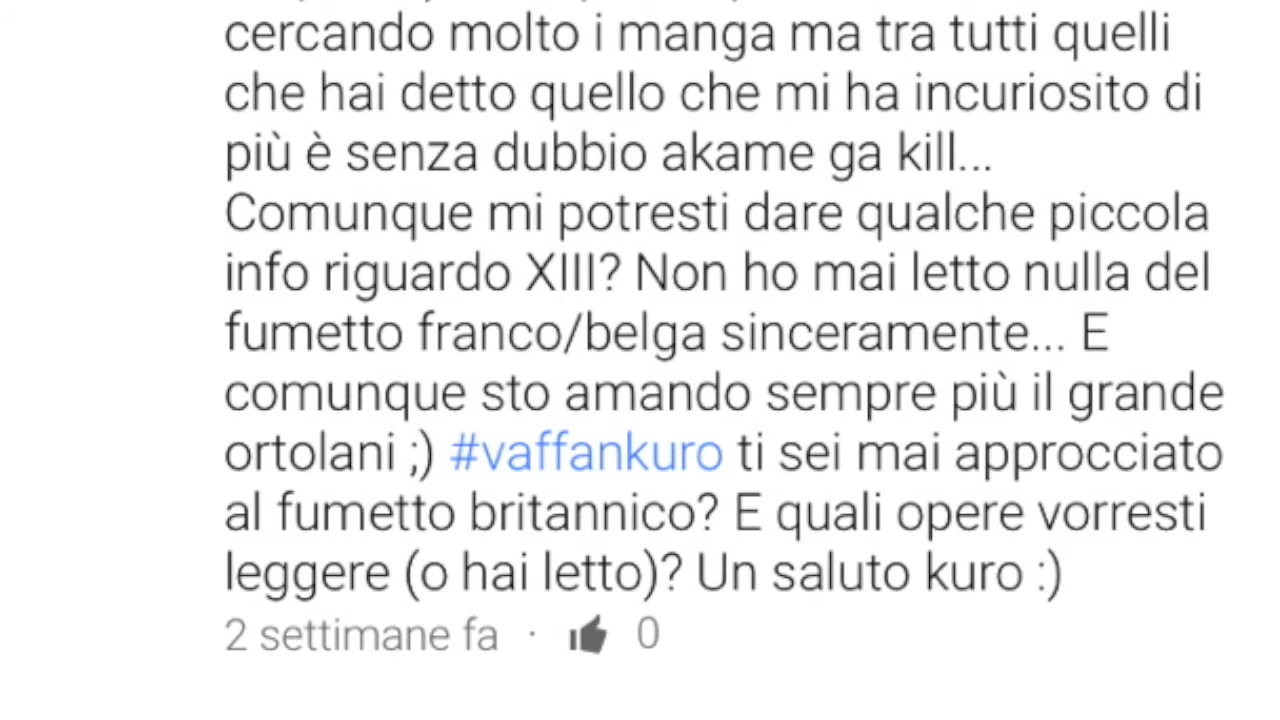 cercando molto i manga ma tra tutti quelli
che hai detto quello che mi ha incuriosito di
più è senza dubbio akame ga kill...
Comunque mi potresti dare qualche piccola
info riguardo XIII? Non ho mai letto nulla del
fumetto franco/belga sinceramente... E
comunque sto amando sempre più il grande
ortolani ;) #vaffankuro ti sei mai approcciato
al fumetto britannico? E quali opere vorresti
leggere (o hai letto)? Un saluto kuro :)
2 settimane fa · 0